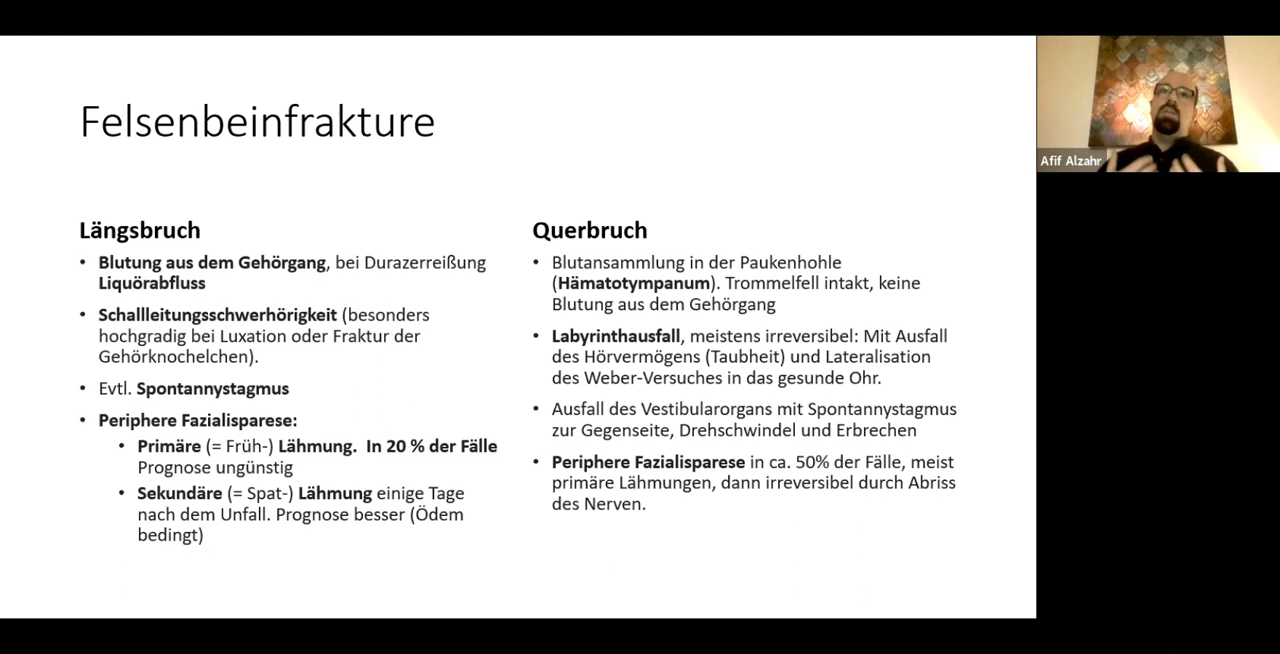 Felsenbeinfrakture
Längsbruch
• Blutung aus dem Gehörgang, bei Durazerreißung
Liquörabfluss
• Schallleitungsschwerhörigkeit (besonders
hochgradig bei Luxation oder Fraktur der
Gehörknochelchen).
• Evtl. Spontannystagmus
• Periphere Fazialisparese:
• Primäre (= Früh-) Lähmung. In 20 % der Fälle
Prognose ungünstig
• Sekundäre (= Spat-) Lähmung einige Tage
nach dem Unfall. Prognose besser (Ödem
bedingt)
Querbruch
• Blutansammlung in der Paukenhohle
(Hämatotympanum). Trommelfell intakt, keine
Blutung aus dem Gehörgang
• Labyrinthausfall, meistens irreversibel: Mit Ausfall
des Hörvermögens (Taubheit) und Lateralisation
des Weber-Versuches in das gesunde Ohr.
• Ausfall des Vestibularorgans mit Spontannystagmus
zur Gegenseite, Drehschwindel und Erbrechen
• Periphere Fazialisparese in ca. 50% der Fälle, meist
primäre Lähmungen, dann irreversibel durch Abriss
des Nerven.
Afif Alzahr